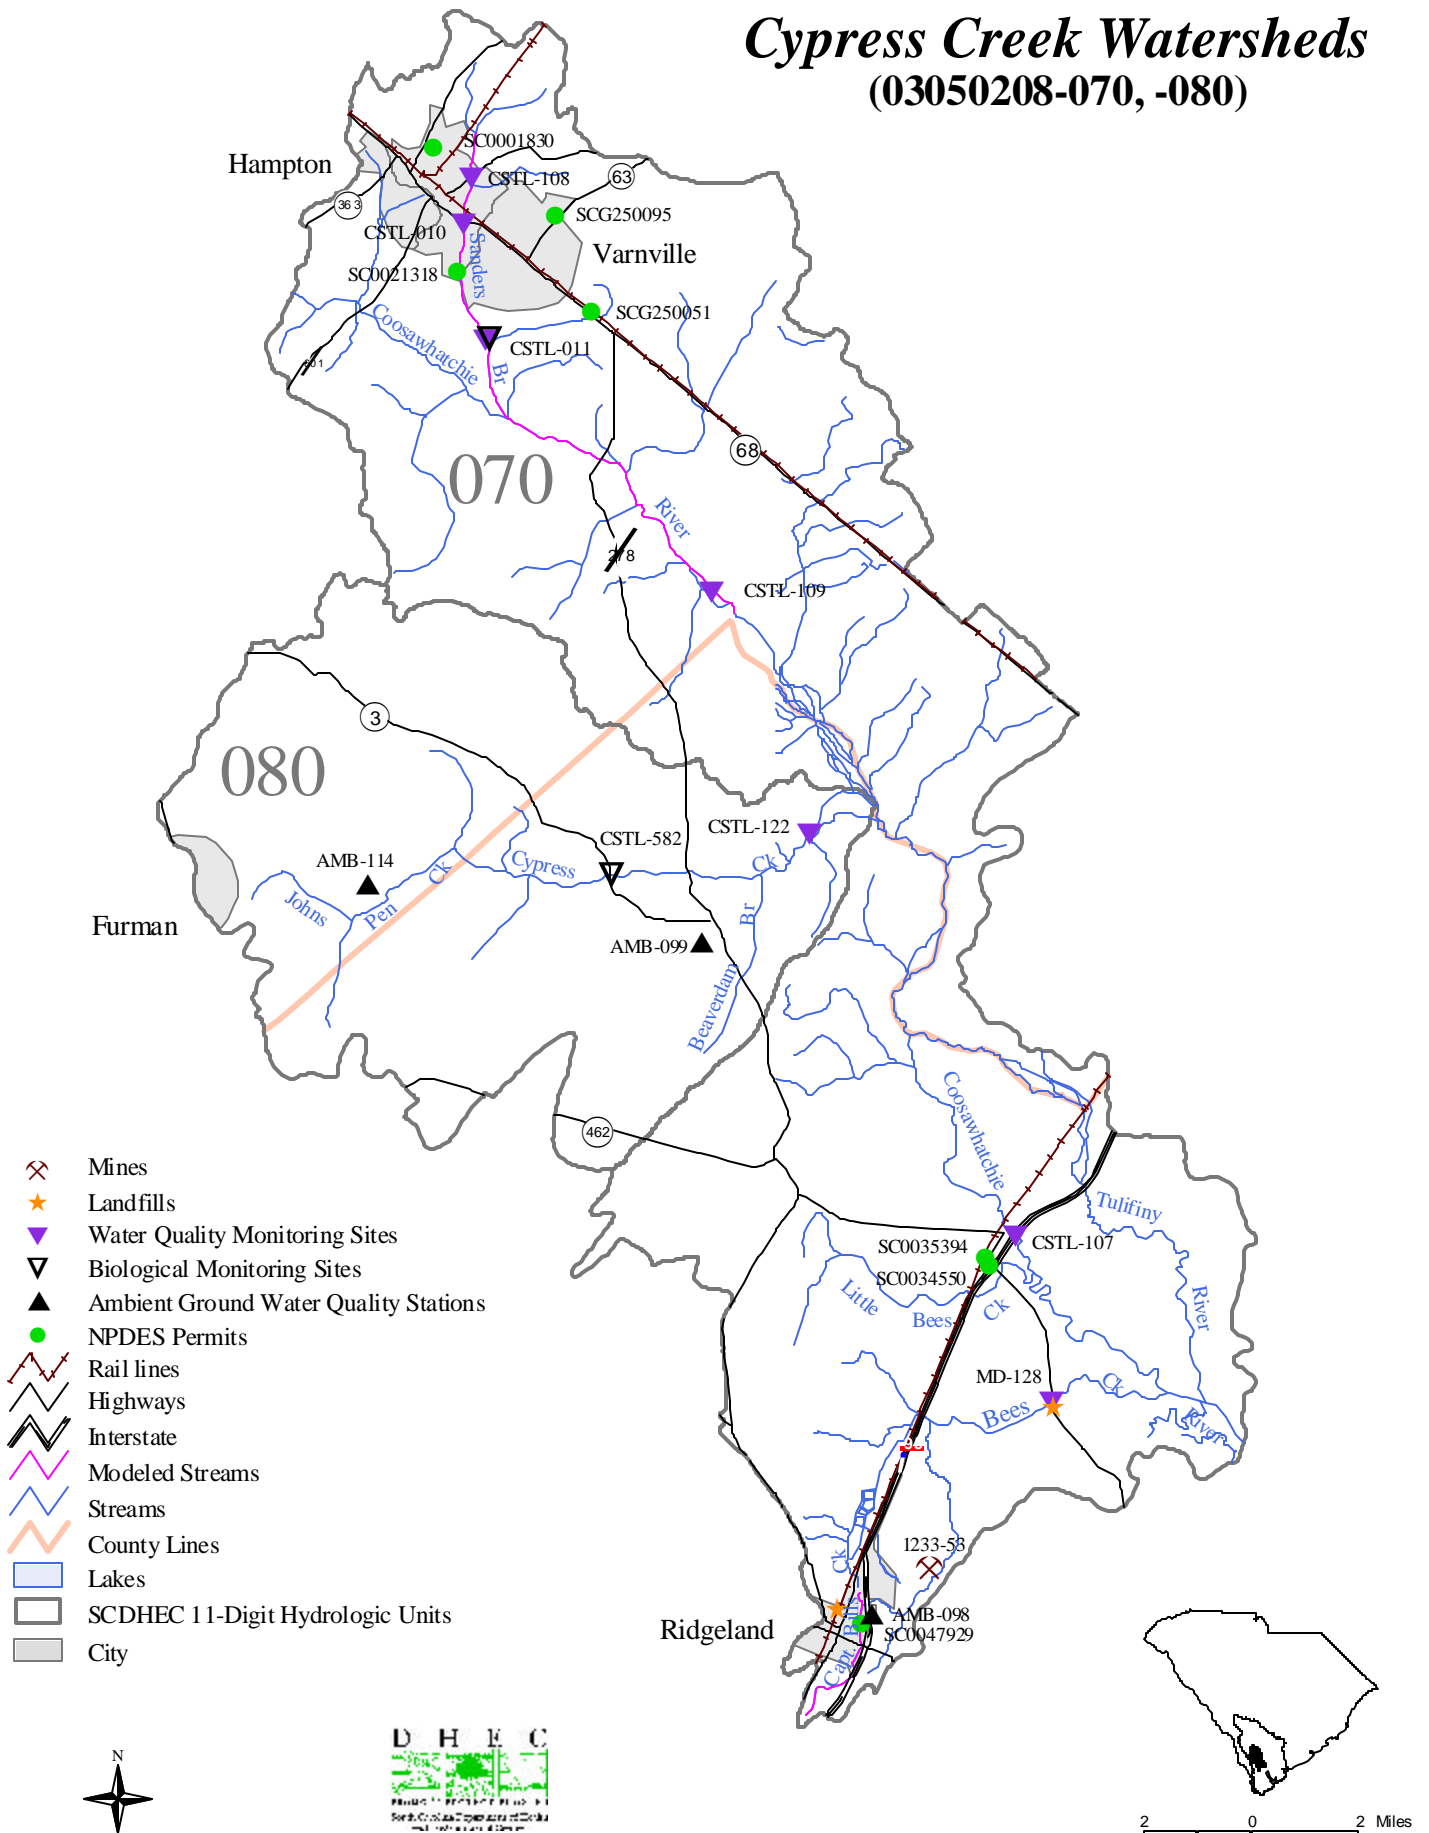 Cypress Creek Watersheds
(03050208-070, -080)
Hampton
SC0001830
CSTL-108
63
363
SCG250095
CSTL-010
Sanders
Varnville
SC0021318
SCG250051
Coosawhatchie
CSTL-011
Br
68
070
River
278
CSTL-109
3
080
CSTL-582
CSTL-122
AMB-114
Ck
Cypress
Ck
Johns
Pen
Br
Furman
AMB-099
Beaverdam
Coosawhatchie
462
Mines
Landfills
Water Quality Monitoring Sites
Biological Monitoring Sites
Ambient Ground Water Quality Stations
NPDES Permits
Rail lines
Highways
Interstate
Modeled Streams
Streams
County Lines
Lakes
SCDHEC 11-Digit Hydrologic Units
City
Tulifiny
River
SC0035394
CSTL-107
SC0034550
Little
Bees
Ck
MD-128
Ck
Bees
River
1233-53
Ck
Bills
Capt.
AMB-098
SC0047929
Ridgeland
N
D H E C
2 0 2 Miles